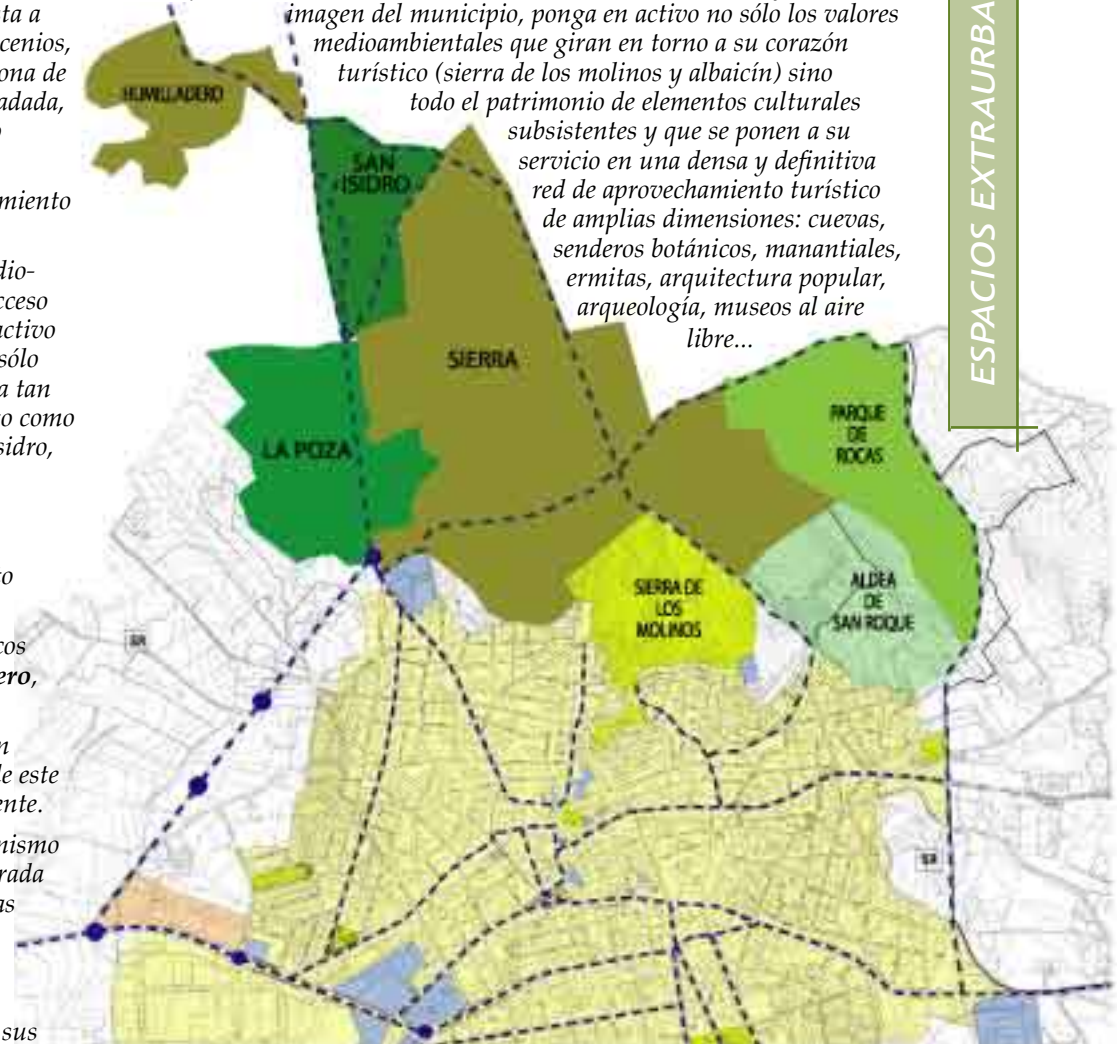 imagen del municipio, ponga en activo no sólo los valores
medioambientales que giran en torno a su corazón
turístico (sierra de los molinos y albaicín) sino
todo el patrimonio de elementos culturales
subsistentes y que se ponen a su
servicio en una densa y definitiva
red de aprovechamiento turístico
de amplias dimensiones: cuevas,
senderos botánicos, manantiales,
ermitas, arquitectura popular,
arqueología, museos al aire
libre...
ta a
cenios,
ona de
adada,
miento
dio-
cceso
activo
sólo
a tan
o como
sidro,
to
cos
ero,
n
de este
ente.
nismo
rada
as
sus
ESPACIOS EXTRAURBA
HUMILLADERO
SAN
ISIDRO
SIERRA
LA POZA
PARQUE
DE
ROCAS
SIERRA DE
LOS
MOLINOS
ALDEA
DE
SAN ROQUE